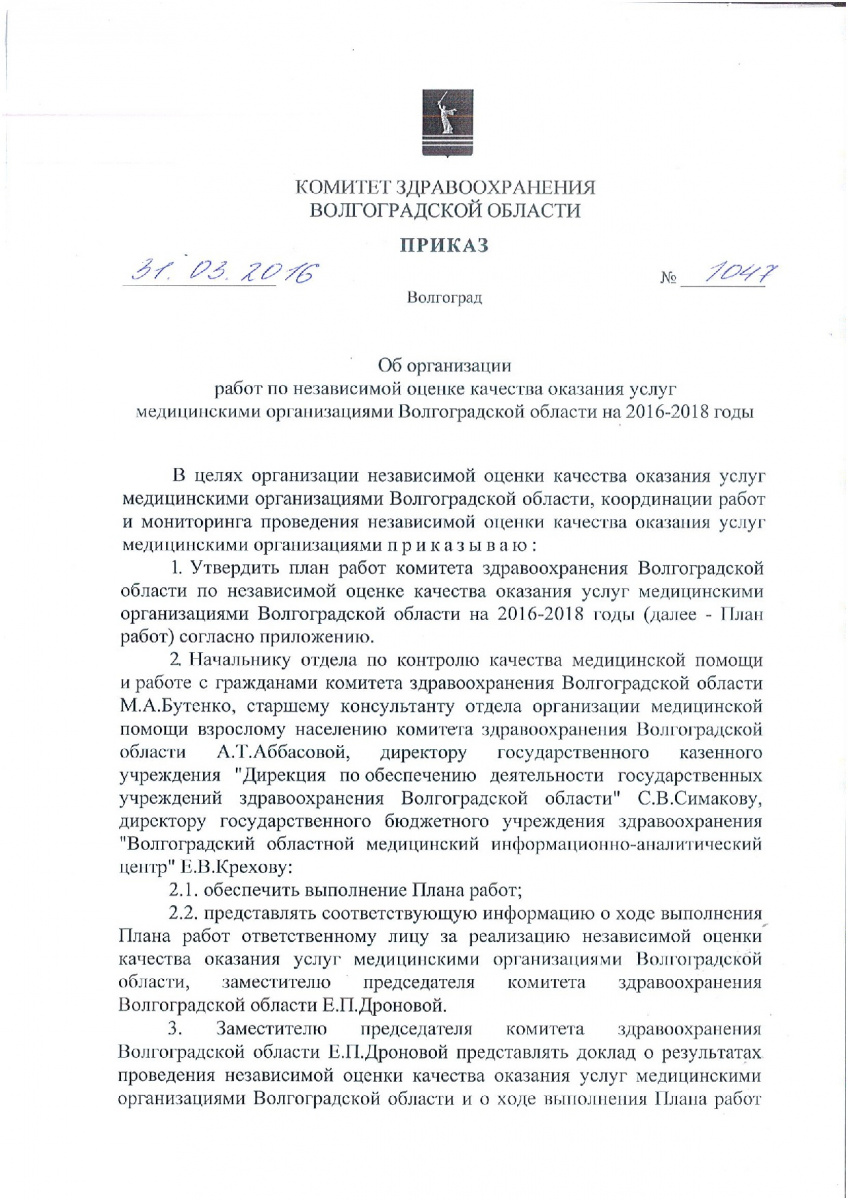 КОМИТЕТ ЗДРАВООХРАНЕНИЯ
ВОЛГОГРАДСКОЙ ОБЛАСТИ
ПРИКАЗ
31. 03. 2016 № 1047
Волгоград
Об организации
работ по независимой оценке качества оказания услуг
медицинскими организациями Волгоградской области на 2016-2018 годы
В целях организации независимой оценки качества оказания услуг
медицинскими организациями Волгоградской области, координации работ
и мониторинга проведения независимой оценки качества оказания услуг
медицинскими организациями п р и к а з ы в а ю :
1. Утвердить план работ комитета здравоохранения Волгоградской
области по независимой оценке качества оказания услуг медицинскими
организациями Волгоградской области на 2016-2018 годы (далее - План
работ) согласно приложению.
2. Начальнику отдела по контролю качества медицинской помощи
и работе с гражданами комитета здравоохранения Волгоградской области
М.А.Бутенко, старшему консультанту отдела организации медицинской
помощи взрослому населению комитета здравоохранения Волгоградской
области А.Т.Аббасовой, директору государственного казенного
учреждения "Дирекция по обеспечению деятельности государственных
учреждений здравоохранения Волгоградской области" С.В.Симакову,
директору государственного бюджетного учреждения здравоохранения
"Волгоградский областной медицинский информационно-аналитический
центр" Е.В.Крехову:
2.1. обеспечить выполнение Плана работ;
2.2. представлять соответствующую информацию о ходе выполнения
Плана работ ответственному лицу за реализацию независимой оценки
качества оказания услуг медицинскими организациями Волгоградской
области, заместителю председателя комитета здравоохранения
Волгоградской области Е.П.Дроновой.
3. Заместителю председателя комитета здравоохранения
Волгоградской области Е.П.Дроновой представлять доклад о результатах
проведения независимой оценки качества оказания услуг медицинскими
организациями Волгоградской области и о ходе выполнения Плана работ